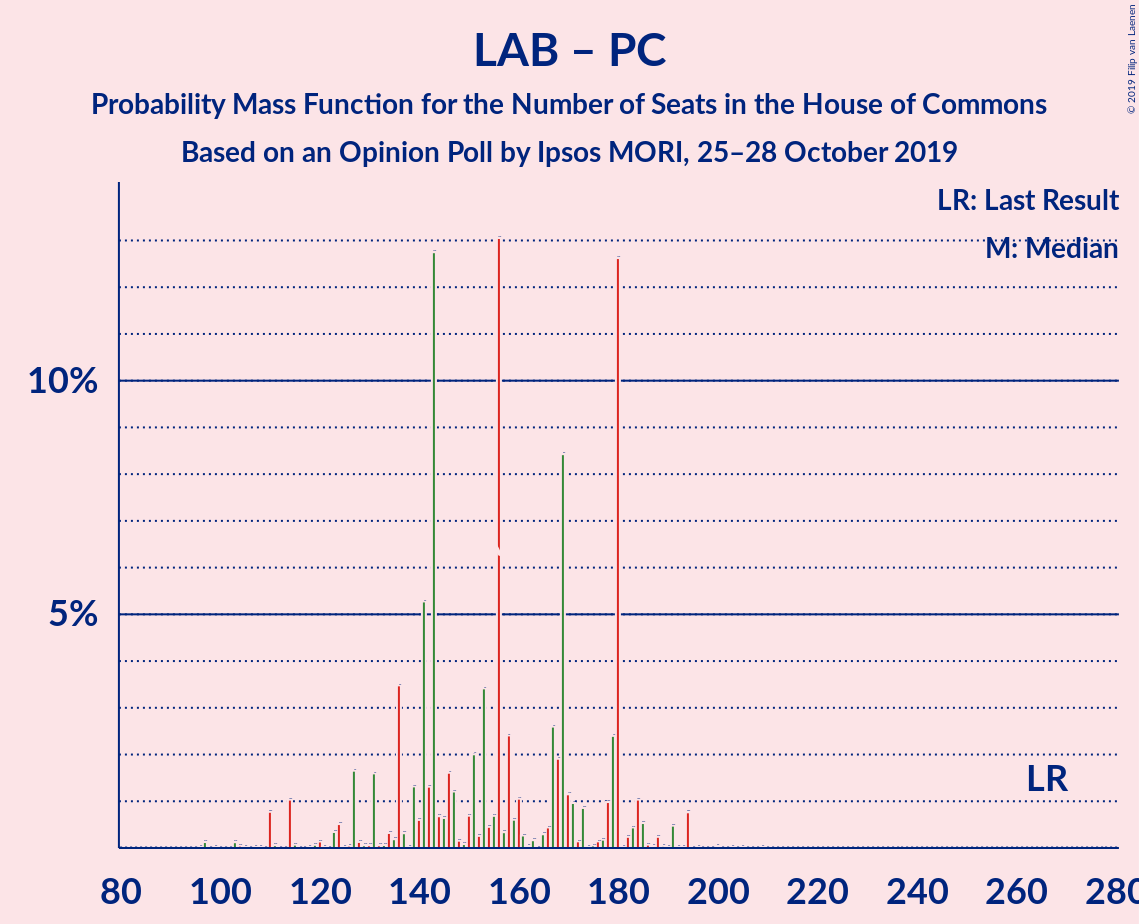 LAB – PC
Probability Mass Function for the Number of Seats in the House of Commons
Based on an Opinion Poll by Ipsos MORI, 25–28 October 2019
© 2019 Filip van Laenen
LR: Last Result
M: Median
10%
5%
LR
80 100 120 140 160 180 200 220 240 260 280